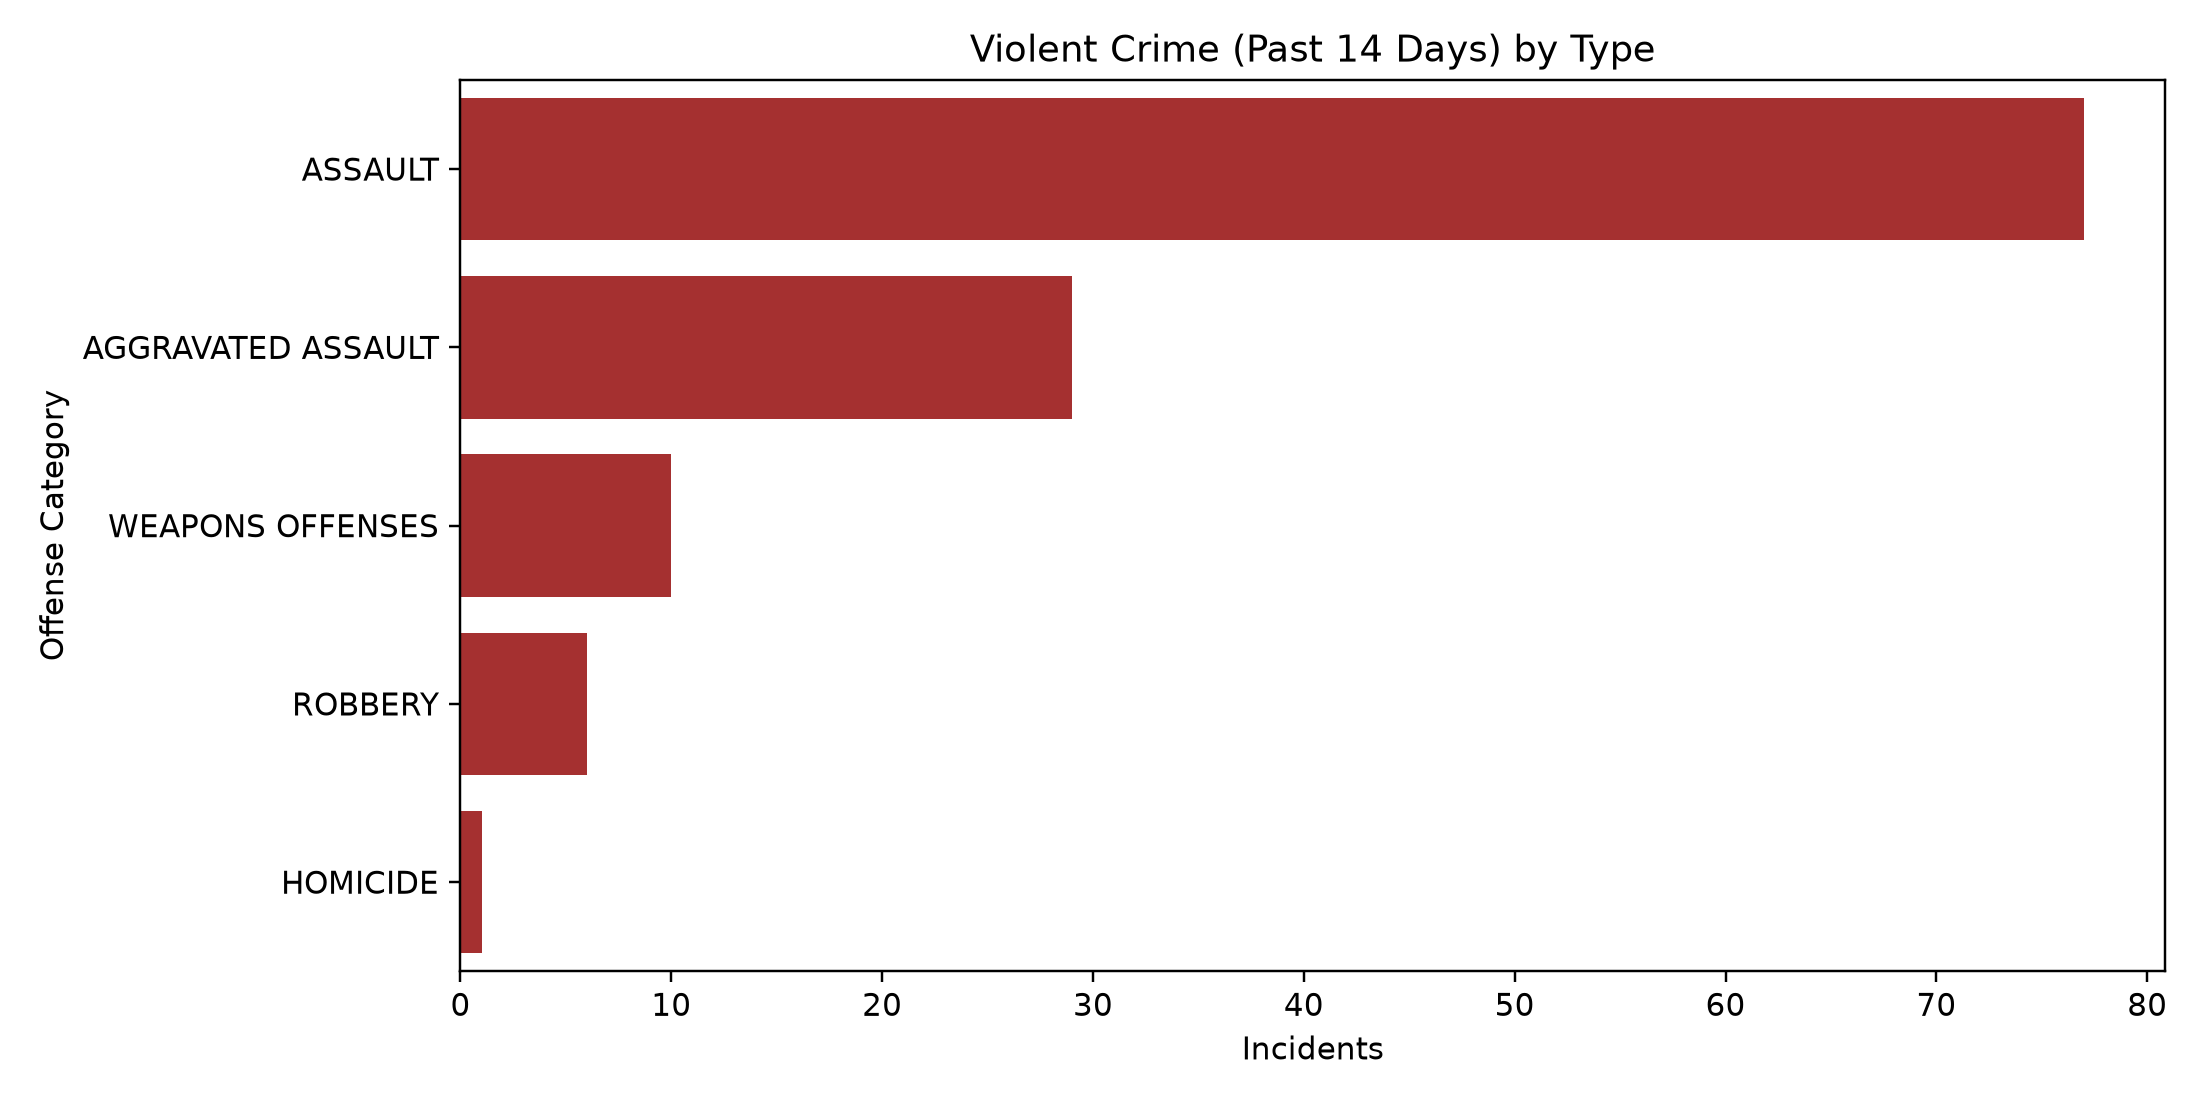 Violent Crime (Past 14 Days) by Type
Offense Category
ASSAULT
AGGRAVATED ASSAULT
WEAPONS OFFENSES
ROBBERY
HOMICIDE
0 10 20 30 40 50 60 70 80
Incidents